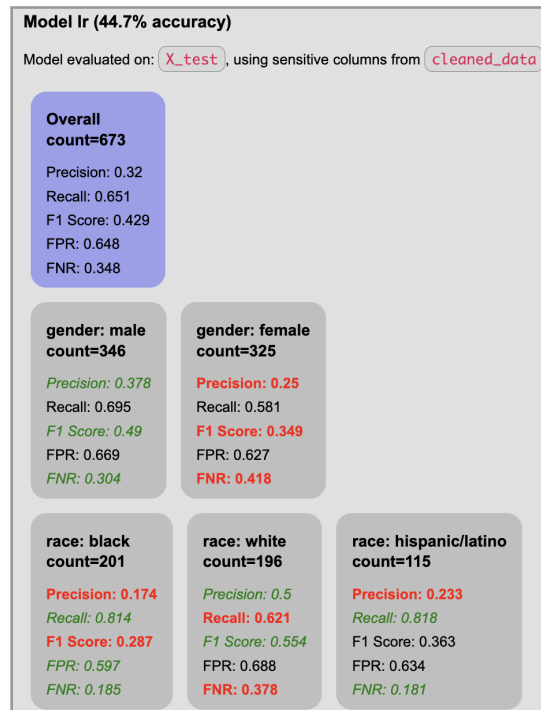 Model lr (44.7% accuracy)
Model evaluated on: X_test, using sensitive columns from cleaned_data
Overall
count=673
Precision: 0.32
Recall: 0.651
F1 Score: 0.429
FPR: 0.648
FNR: 0.348
gender: male
count=346
Precision: 0.378
Recall: 0.695
F1 Score: 0.49
FPR: 0.669
FNR: 0.304
gender: female
count=325
Precision: 0.25
Recall: 0.581
F1 Score: 0.349
FPR: 0.627
FNR: 0.418
race: black
count=201
Precision: 0.174
Recall: 0.814
F1 Score: 0.287
FPR: 0.597
FNR: 0.185
race: white
count=196
Precision: 0.5
Recall: 0.621
F1 Score: 0.554
FPR: 0.688
FNR: 0.378
race: hispanic/latino
count=115
Precision: 0.233
Recall: 0.818
F1 Score: 0.363
FPR: 0.634
FNR: 0.181